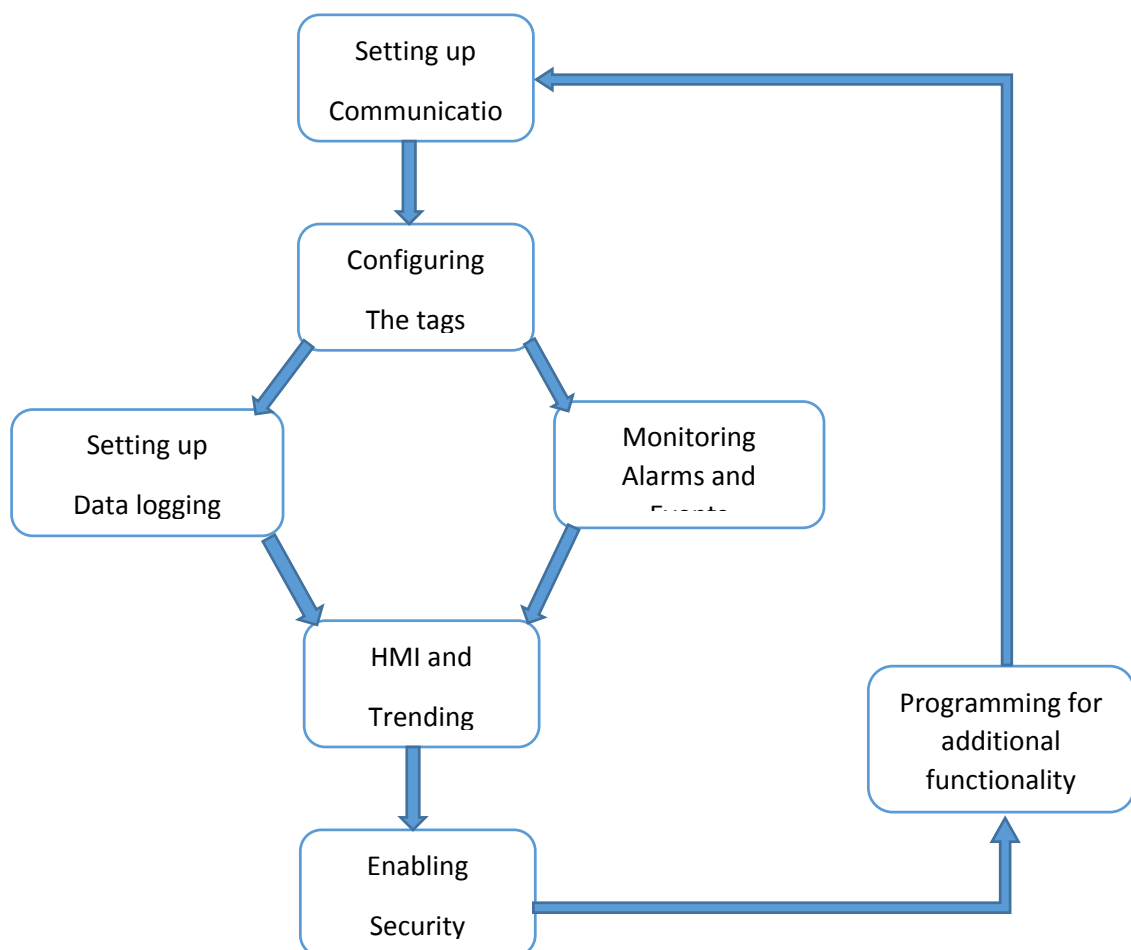 Setting up
Communicatio
Configuring
The tags
Setting up
Data logging
Monitoring
Alarms and
Events
HMI and
Trending
Programming for
additional
functionality
Enabling
Security